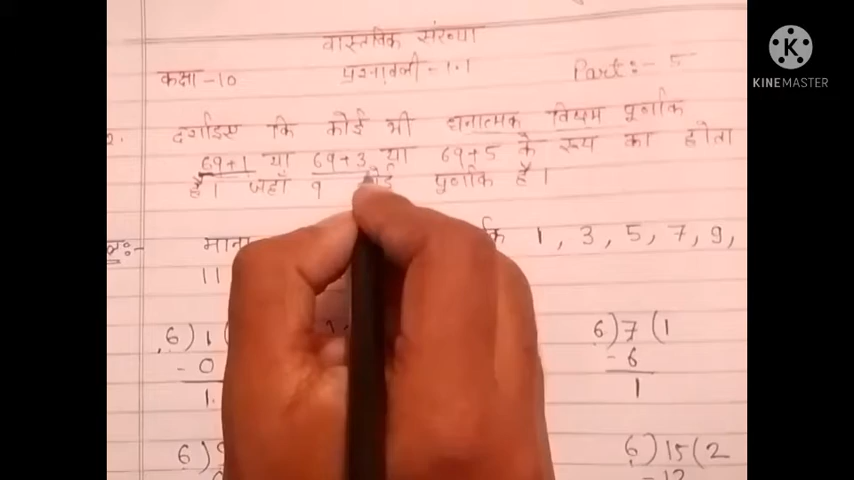 वास्तविक संख्या
कक्षा -10 प्रश्नावली -1.1 Part:- 5
2. दर्शाइए कि कोई भी धनात्मक विषम पूर्णांक
6q+1 या 6q+3 या 6q+5 के रूप का होता
है। जहाँ q कोई पूर्णांक है।
माना 1, 3, 5, 7, 9,
11
6) 1 ( 6) 7 (1
- 0 - 6
1. 1
6) 6) 15 (2
- 12
K
KINEMASTER